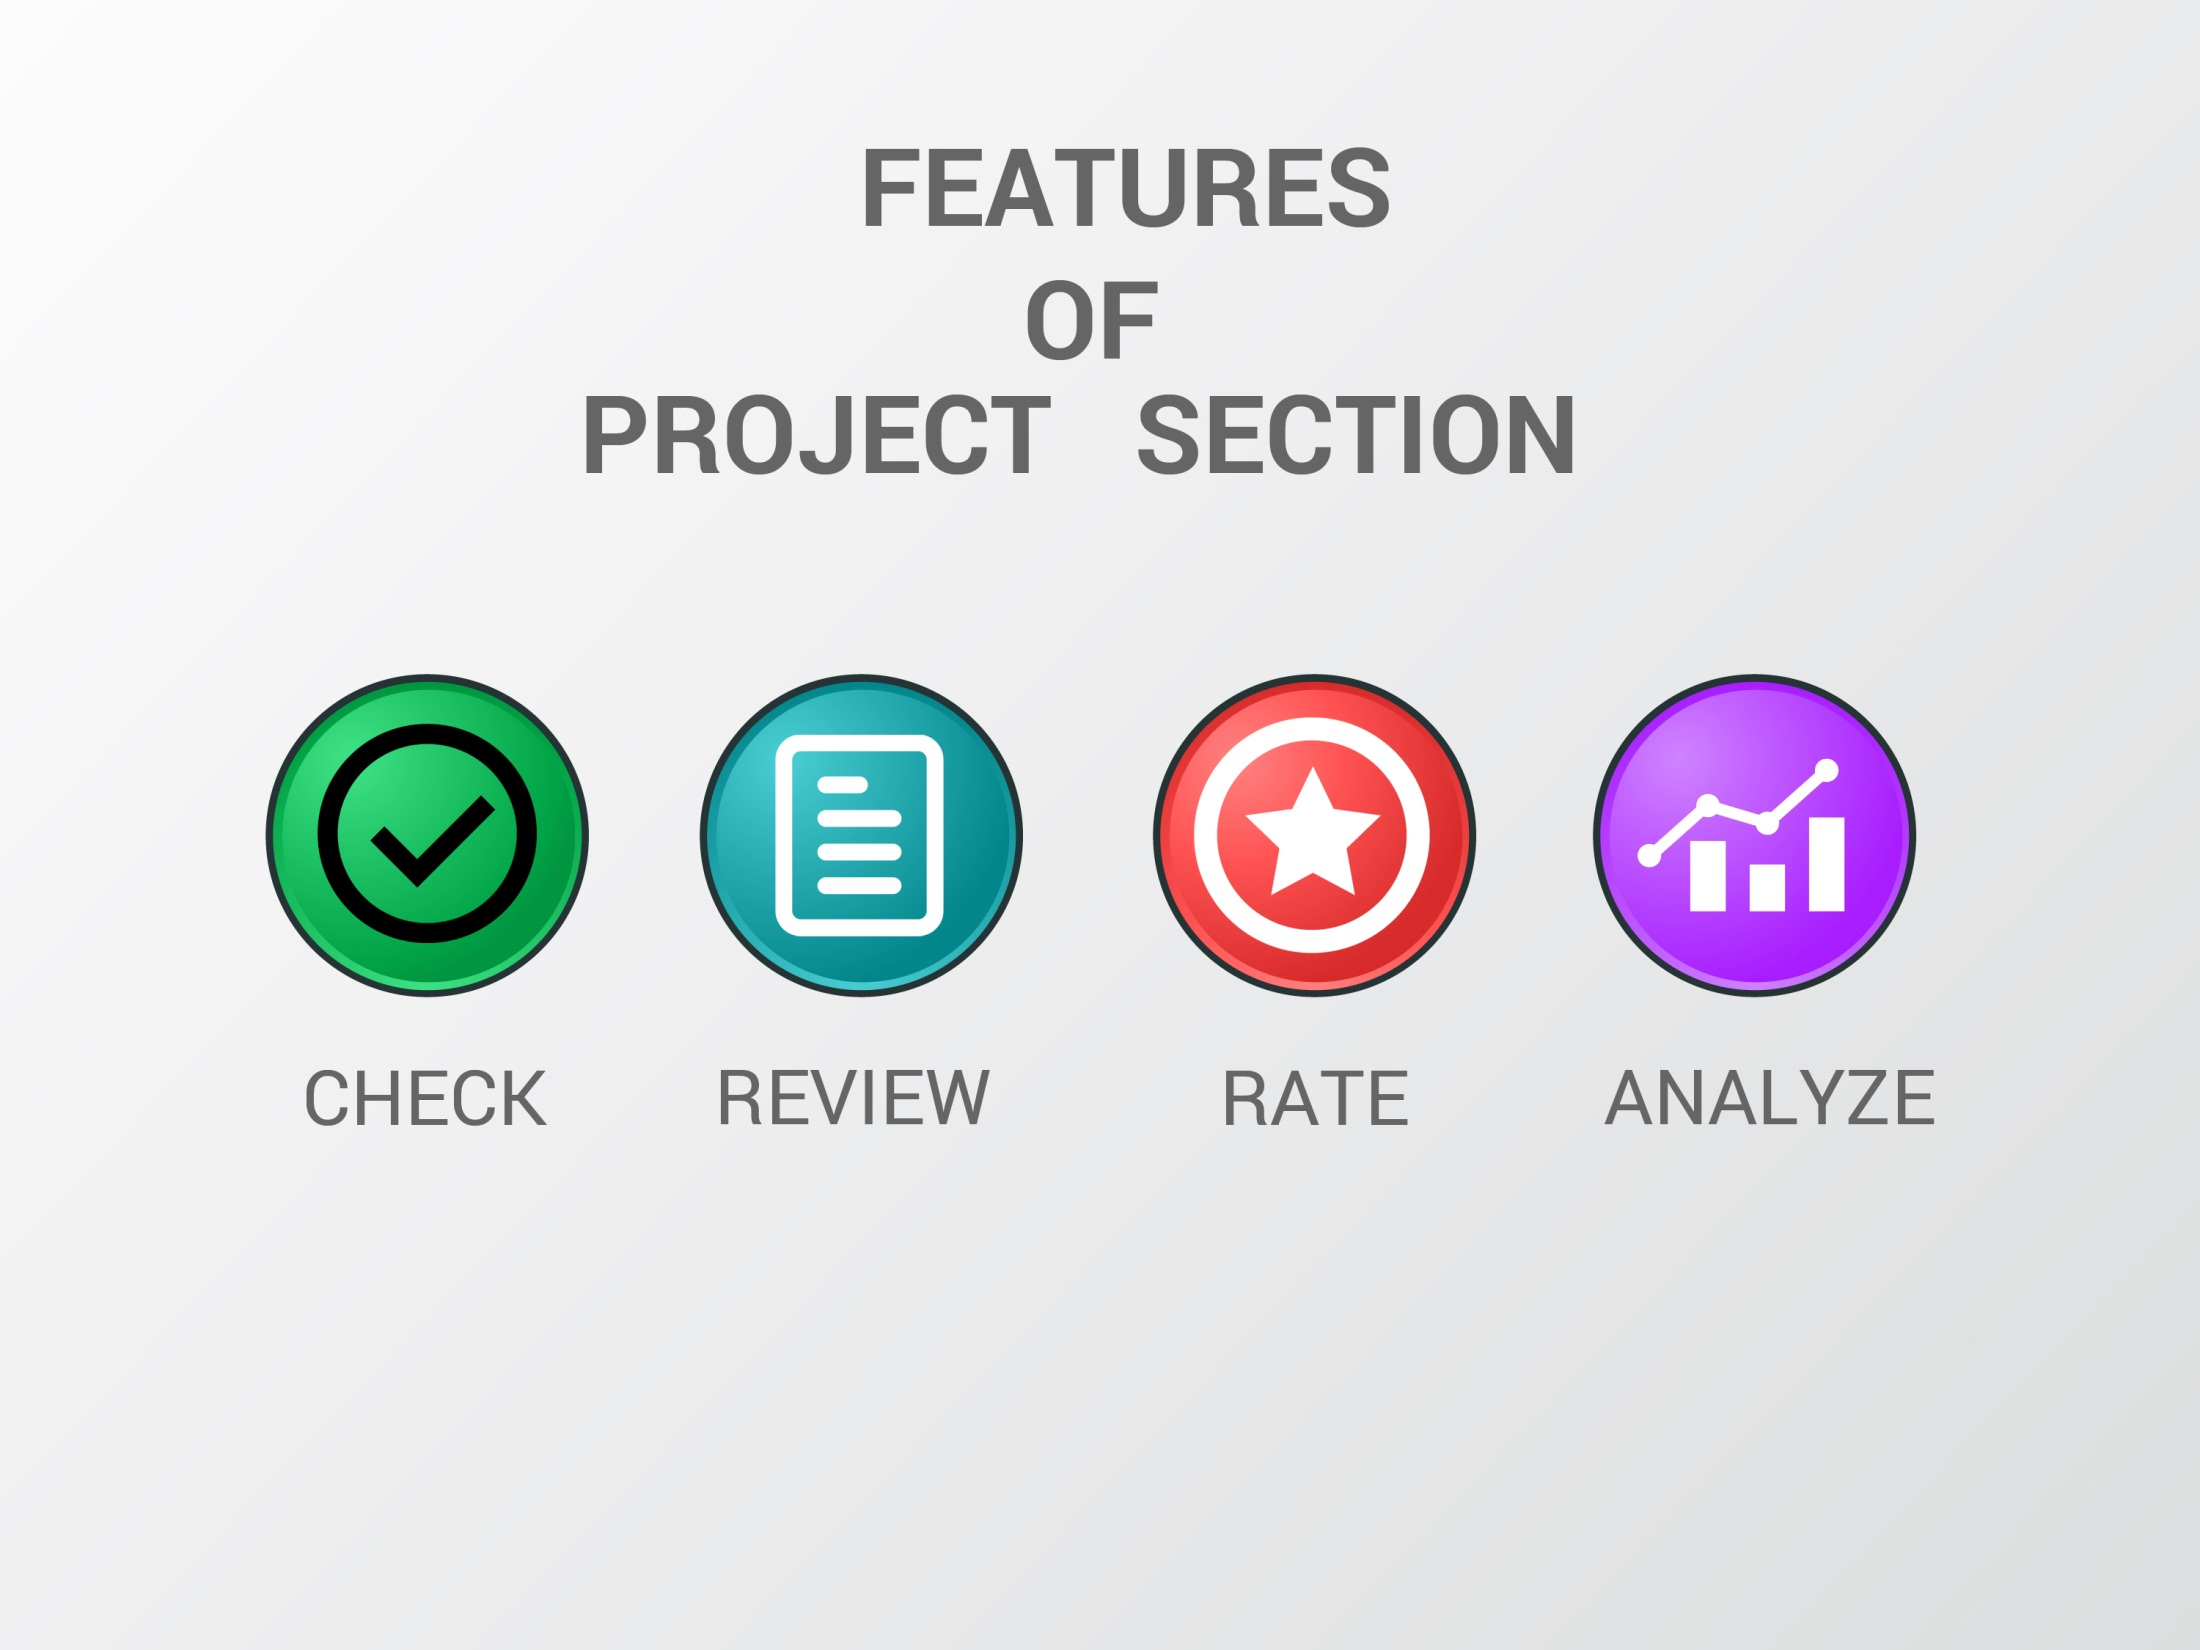 FEATURES
OF
PROJECT SECTION
CHECK
REVIEW
RATE
ANALYZE